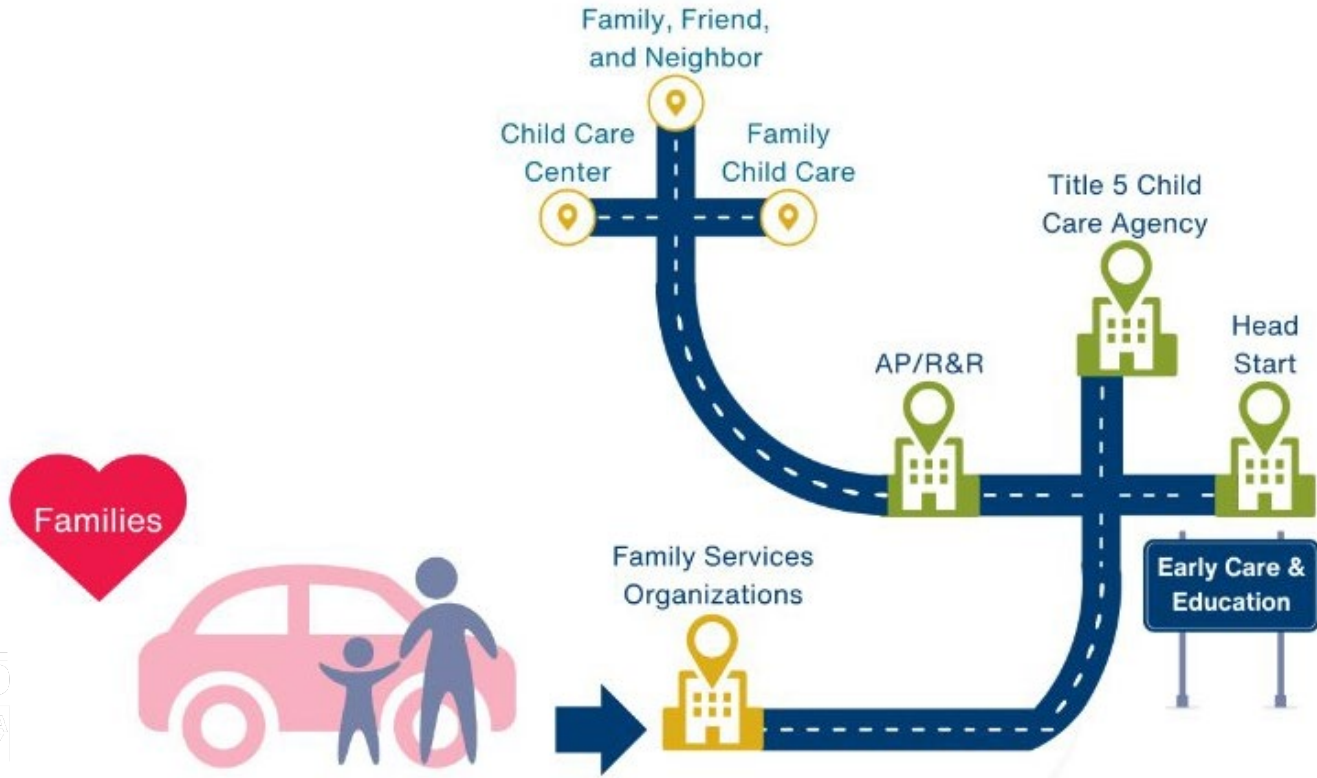 Family, Friend,
and Neighbor
Child Care
Center
Family
Child Care
Title 5 Child
Care Agency
Head
Start
AP/R&R
Families
Family Services
Organizations
Early Care &
Education